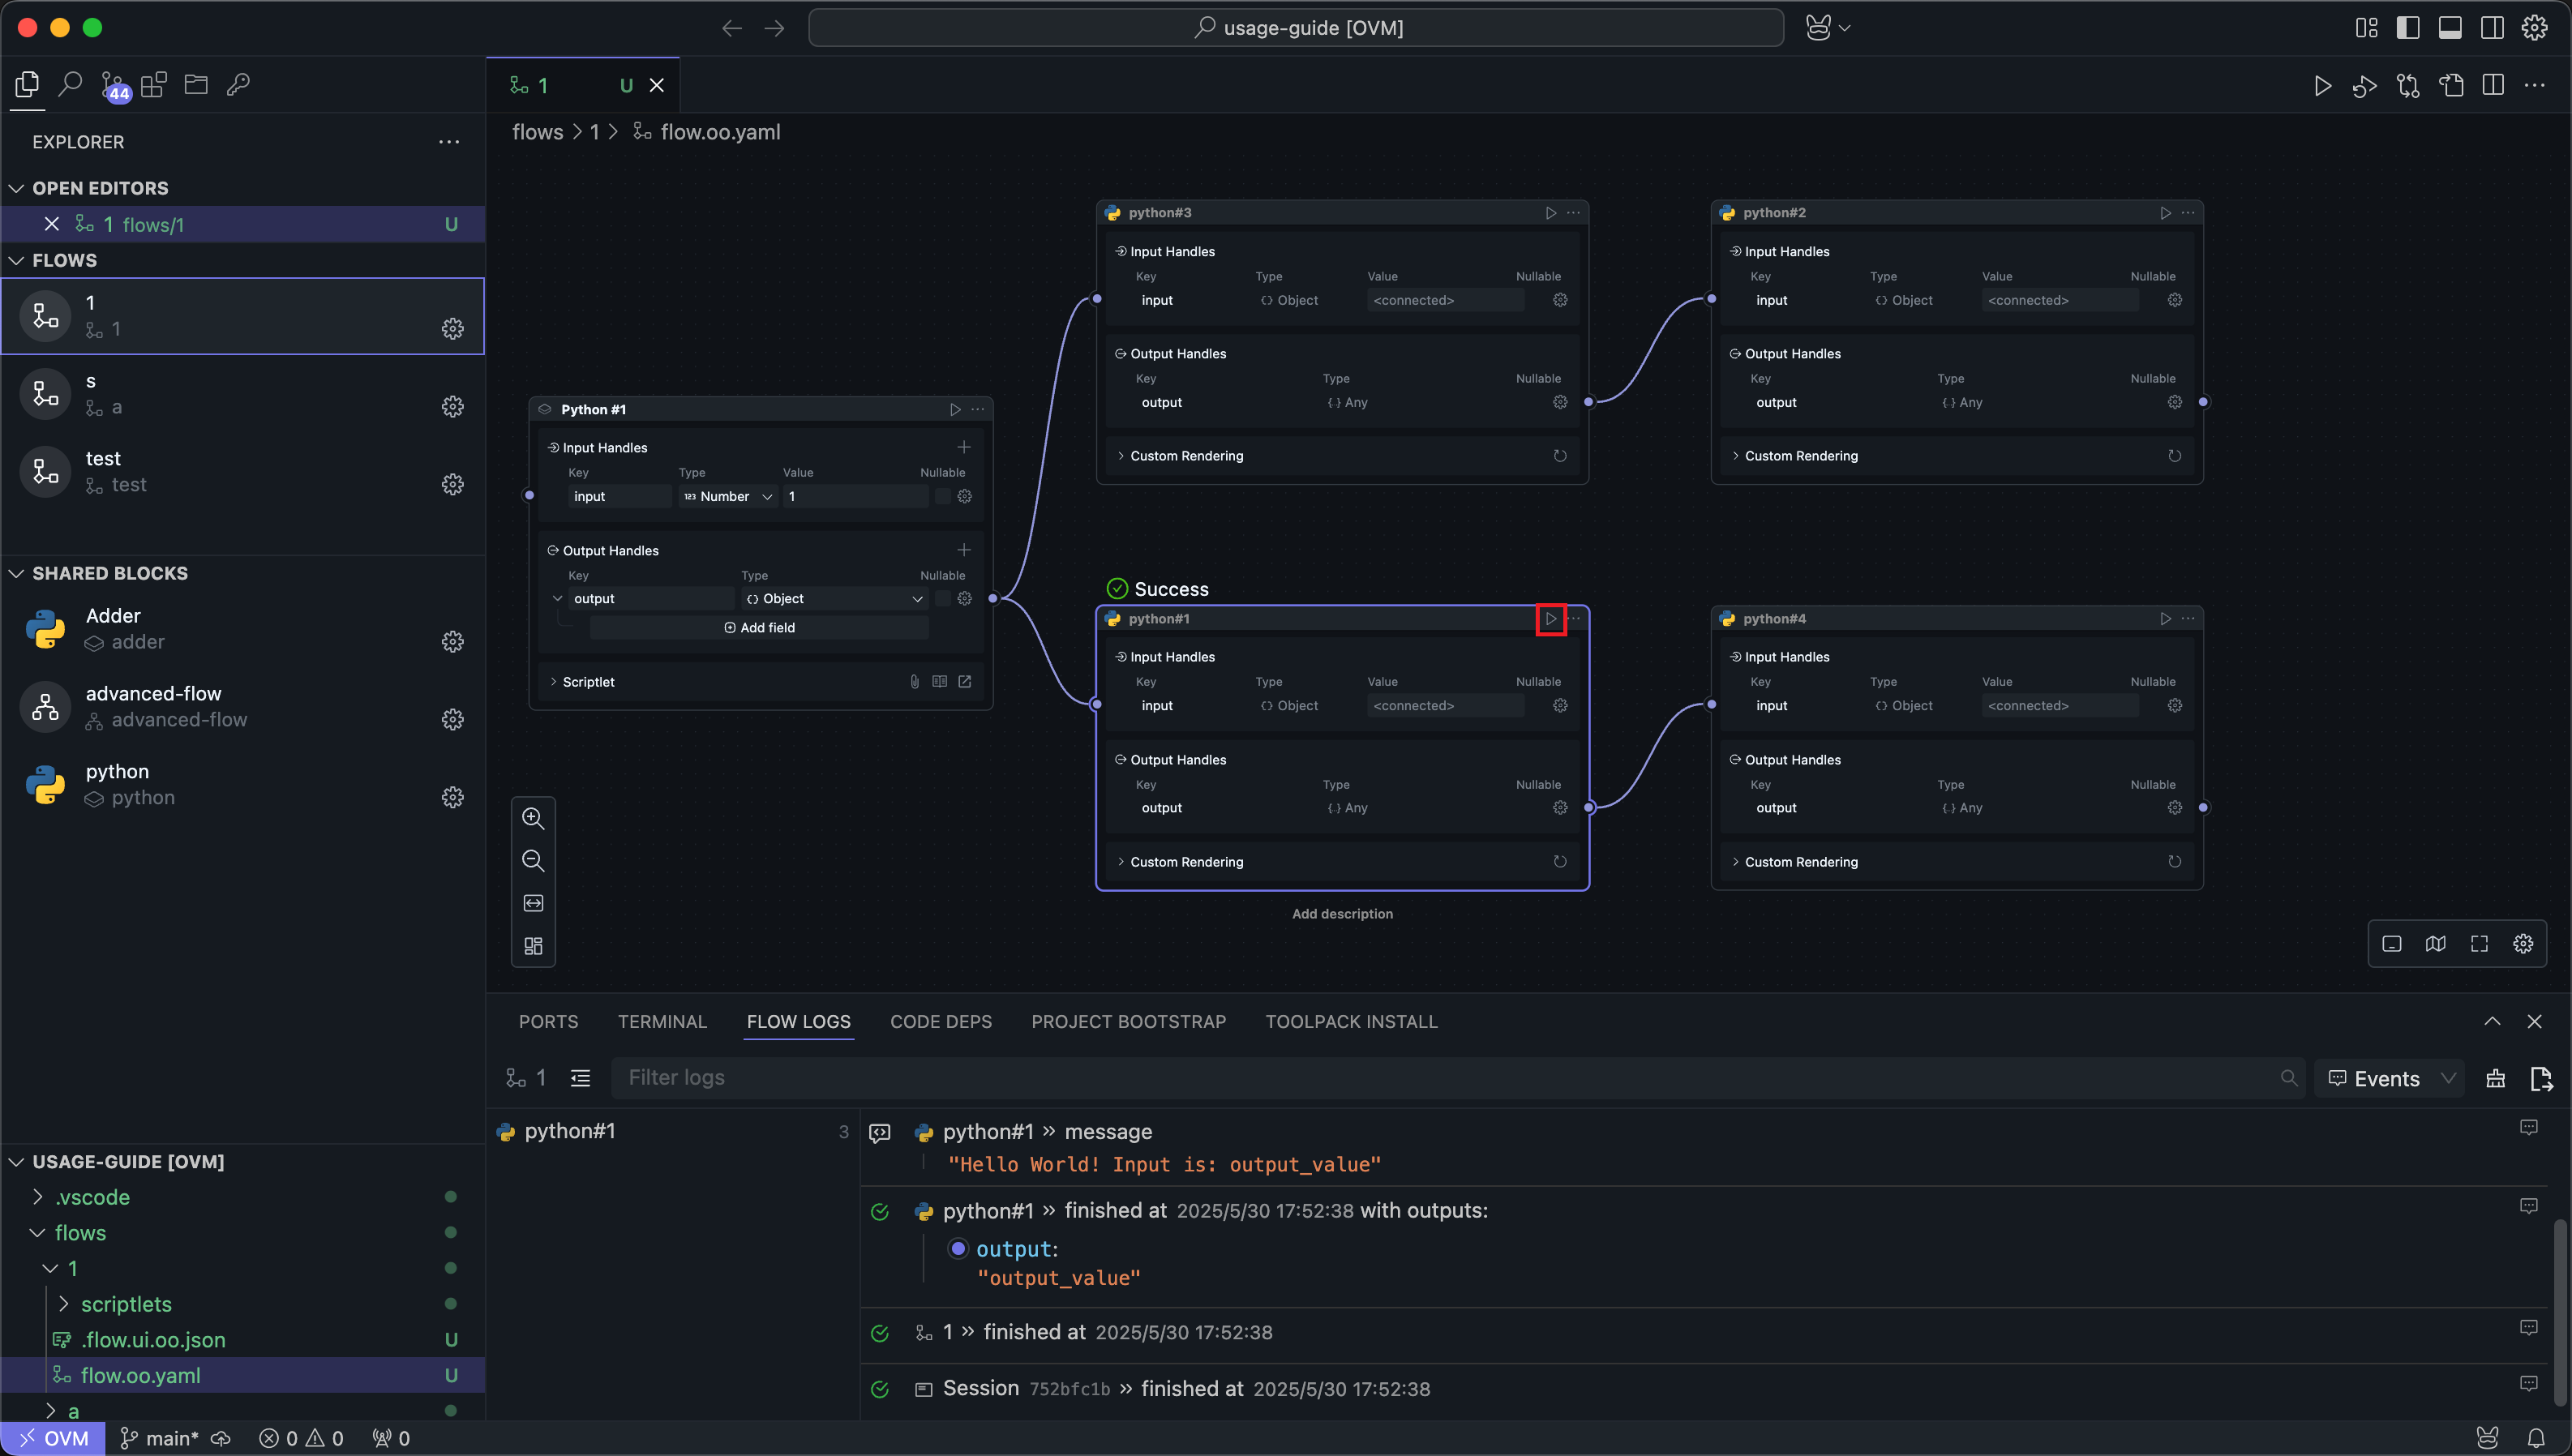 usage-guide [OVM]
44
1 U
EXPLORER
flows > 1 > flow.oo.yaml
OPEN EDITORS
1 flows/1 U
FLOWS
1
1
s
a
test
test
SHARED BLOCKS
Adder
adder
advanced-flow
advanced-flow
python
python
USAGE-GUIDE [OVM]
.vscode
flows
1
scriptlets
.flow.ui.oo.json U
flow.oo.yaml U
a
Python #1
Input Handles
Key Type Value Nullable
input 123 Number 1
Output Handles
Key Type Nullable
output {} Object
Add field
Scriptlet
python#3
Input Handles
Key Type Value Nullable
input {} Object <connected>
Output Handles
Key Type Nullable
output {..} Any
Custom Rendering
python#2
Input Handles
Key Type Value Nullable
input {} Object <connected>
Output Handles
Key Type Nullable
output {..} Any
Custom Rendering
Success
python#1
Input Handles
Key Type Value Nullable
input {} Object <connected>
Output Handles
Key Type Nullable
output {..} Any
Custom Rendering
Add description
python#4
Input Handles
Key Type Value Nullable
input {} Object <connected>
Output Handles
Key Type Nullable
output {..} Any
Custom Rendering
PORTS TERMINAL FLOW LOGS CODE DEPS PROJECT BOOTSTRAP TOOLPACK INSTALL
1 Filter logs Events
python#1 3
python#1 » message
"Hello World! Input is: output_value"
python#1 » finished at 2025/5/30 17:52:38 with outputs:
output:
"output_value"
1 » finished at 2025/5/30 17:52:38
Session 752bfc1b » finished at 2025/5/30 17:52:38
OVM main* 0 0 0